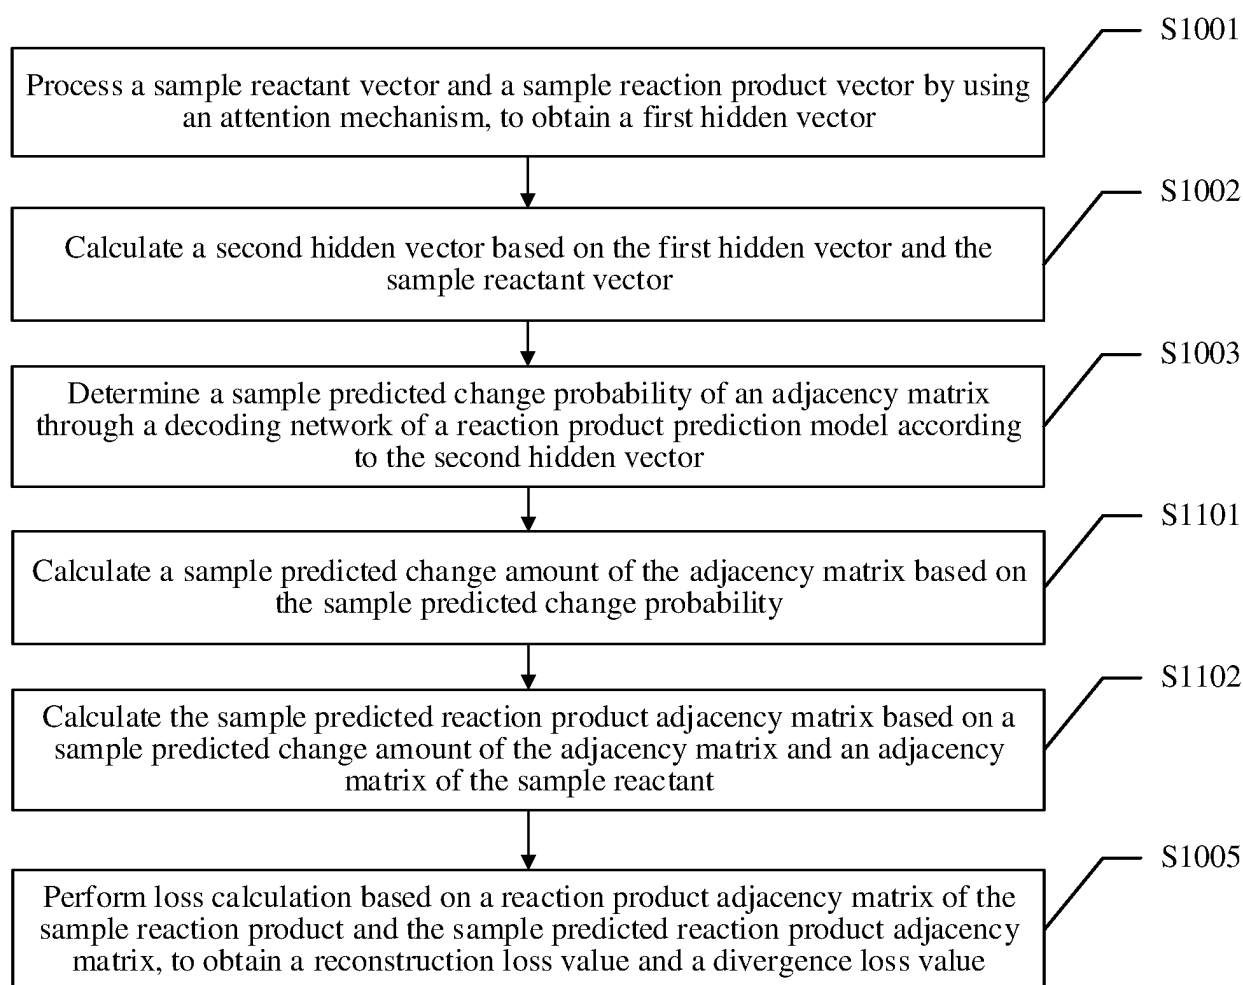 S1001
Process a sample reactant vector and a sample reaction product vector by using
an attention mechanism, to obtain a first hidden vector
S1002
Calculate a second hidden vector based on the first hidden vector and the
sample reactant vector
S1003
Determine a sample predicted change probability of an adjacency matrix
through a decoding network of a reaction product prediction model according
to the second hidden vector
S1101
Calculate a sample predicted change amount of the adjacency matrix based on
the sample predicted change probability
S1102
Calculate the sample predicted reaction product adjacency matrix based on a
sample predicted change amount of the adjacency matrix and an adjacency
matrix of the sample reactant
S1005
Perform loss calculation based on a reaction product adjacency matrix of the
sample reaction product and the sample predicted reaction product adjacency
matrix, to obtain a reconstruction loss value and a divergence loss value